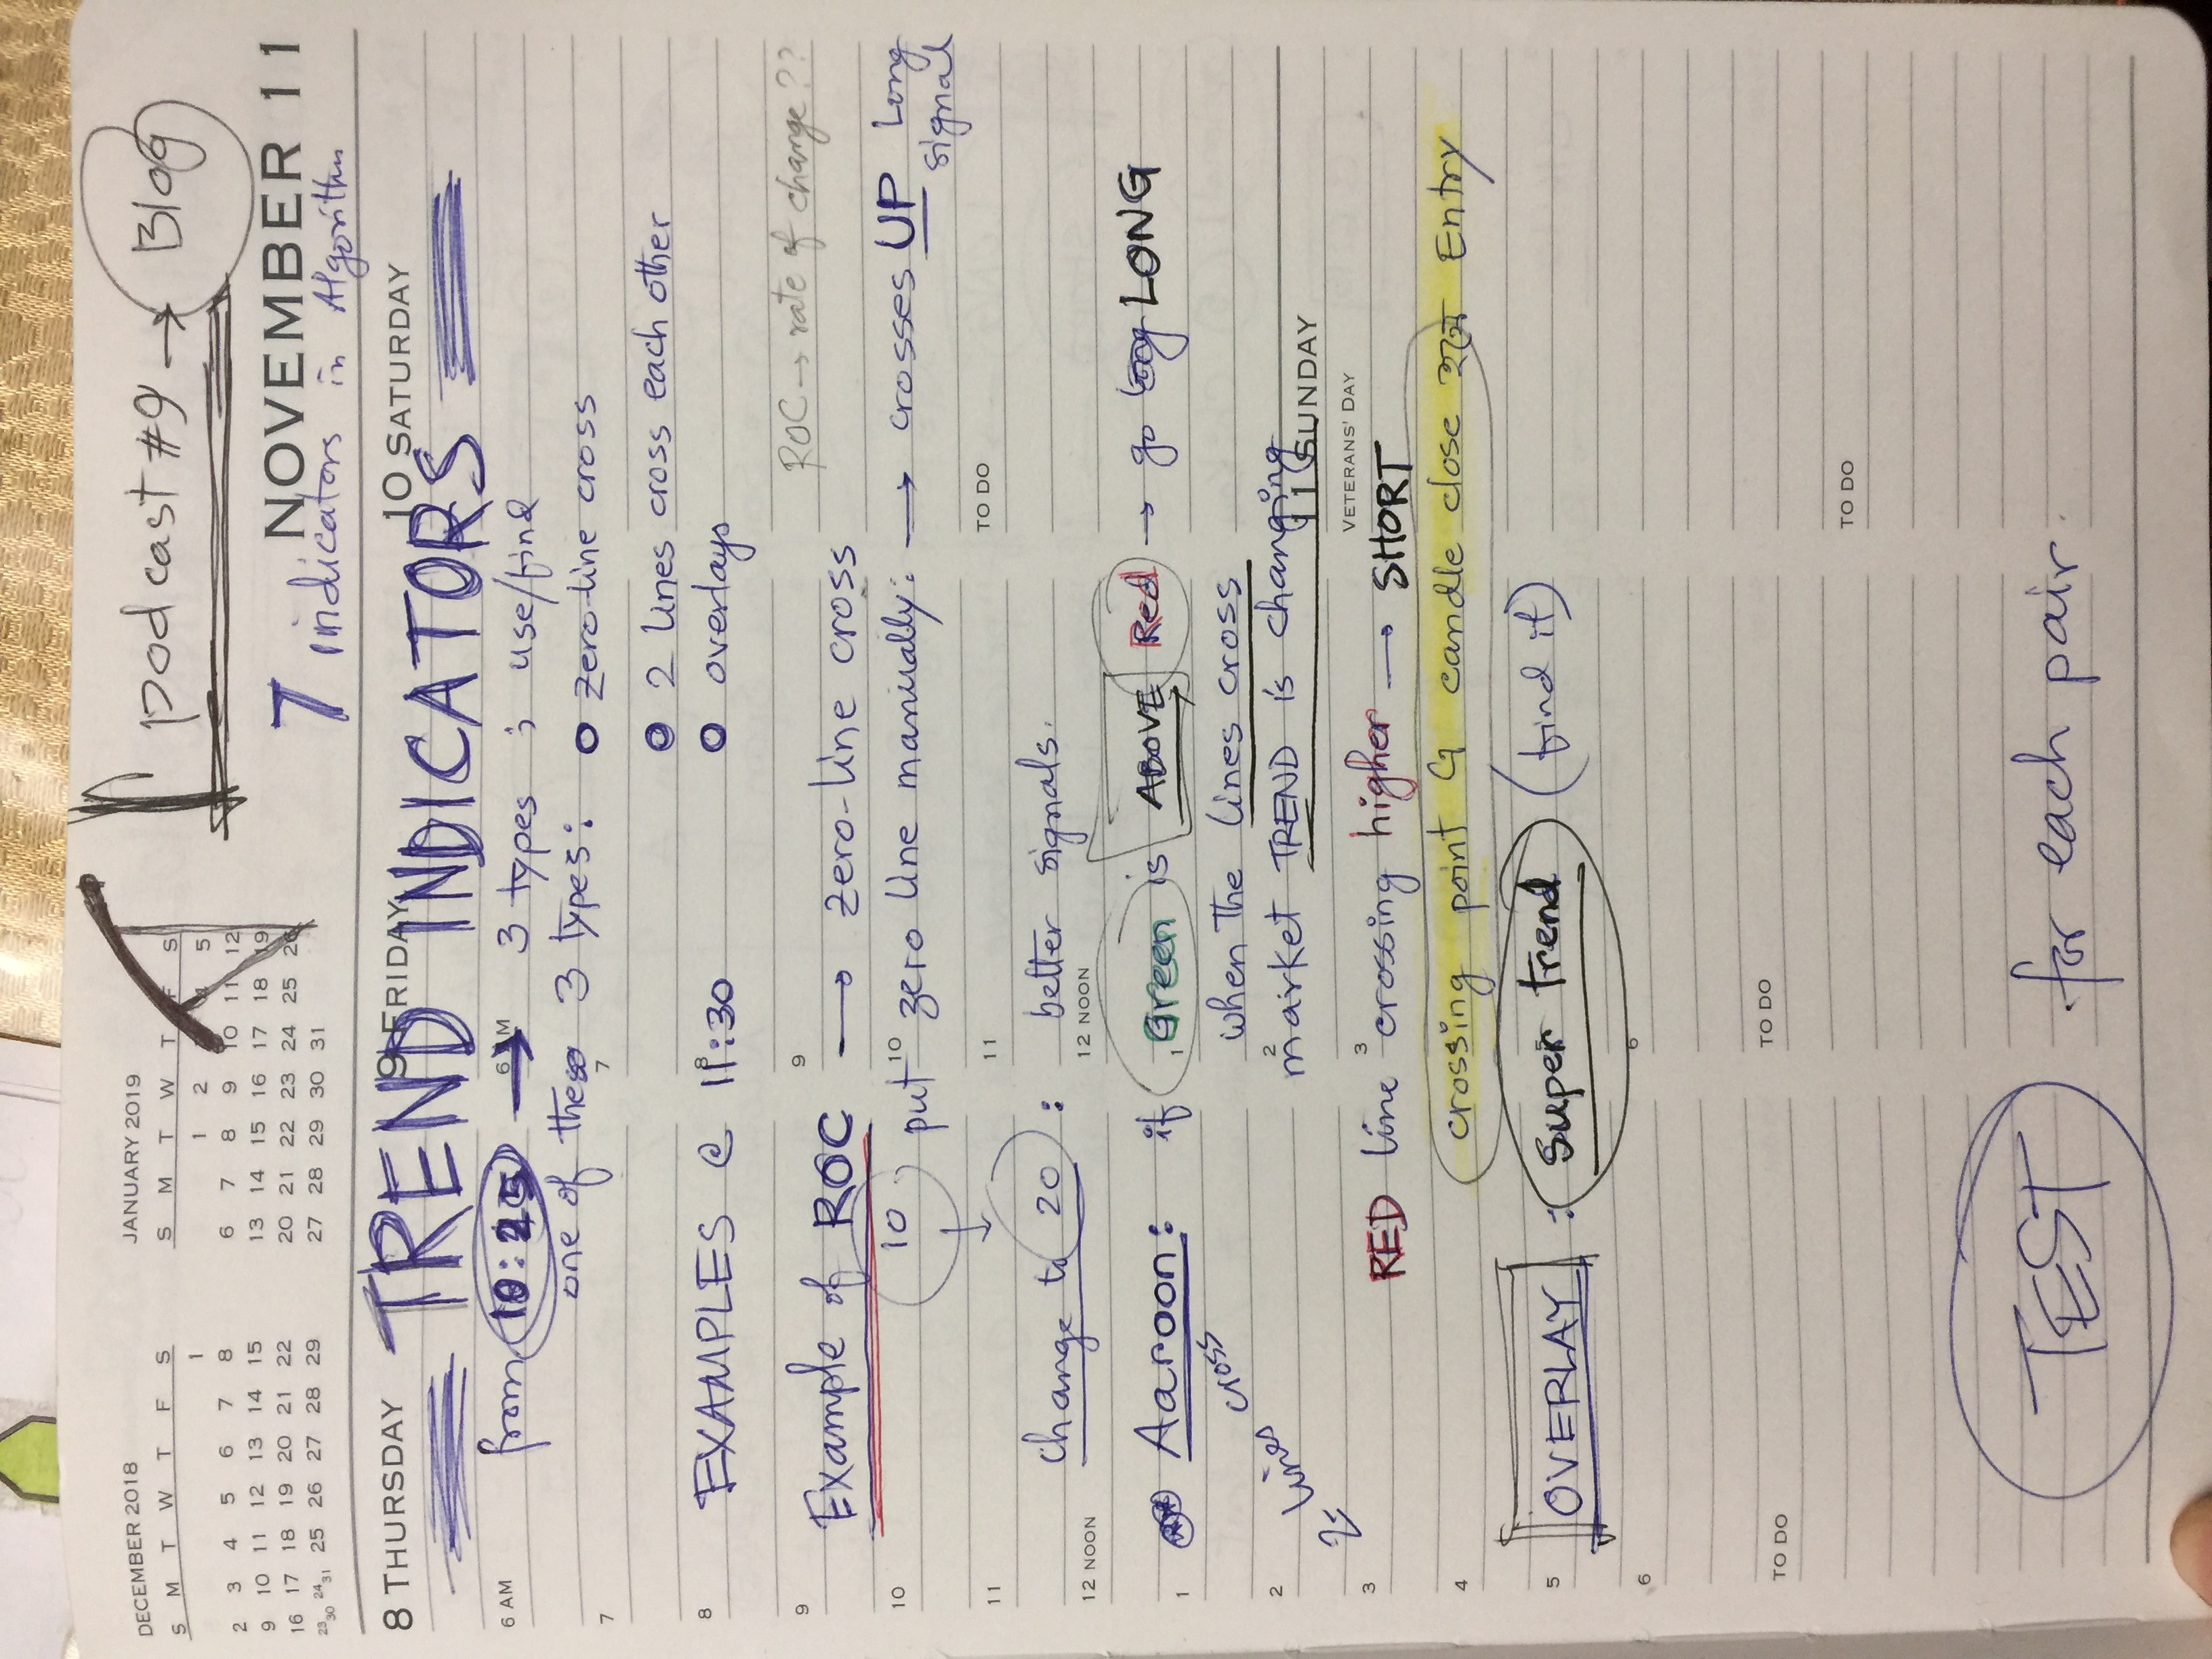 podcast #9 → Blog
DECEMBER 2018
S M T W T F S
1
2 3 4 5 6 7 8
9 10 11 12 13 14 15
16 17 18 19 20 21 22
23 30 24 31 25 26 27 28 29
JANUARY 2019
S M T W T F S
1 2 4 5
6 7 8 9 10 11 12
13 14 15 16 17 18 19
20 21 22 23 24 25 26
27 28 29 30 31
NOVEMBER 11
7 indicators in Algorithm
8 THURSDAY 9 FRIDAY 10 SATURDAY
TREND INDICATORS
6 AM 6 AM
from 10:25 → 3 types ; use/find
one of these 3 types: o zero-line cross
7 7
o 2 lines cross each other
8 8
EXAMPLES @ 11:30 o overlays
ROC → rate of change??
9 9
Example of ROC → zero-line cross
10 10
10 put zero line manually: → crosses UP Long
signal
TO DO
11 11
change to 20 : better signals.
12 NOON 12 NOON
Aaroon: if Green is ABOVE Red → go LONG
1 1
2 lines cross
when the lines cross
2 2
market TREND is changing
11 SUNDAY
VETERANS' DAY
3 3
RED line crossing higher → SHORT
4
crossing point G candle close হলে Entry
5
OVERLAY : Super trend (find it)
6 6
TO DO TO DO
TO DO
TEST for each pair.